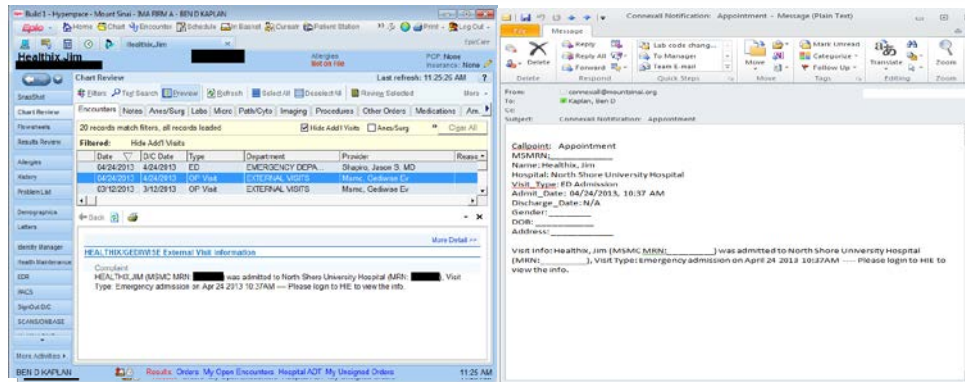 Build 1 - Hyperspace - Mount Sinai - IMA FIRM A - BEN D KAPLAN
Epic Home Chart Encounter Schedule In Basket Cursen Patient Station Print Log Out
Healthix,Jim
EpicCare
Healthix, Jim
Allergies
Not on File
PCP: None
Insurance: None
Chart Review
Last refresh: 11:25:25 AM
Filters Tag Search Preview Refresh Select All Deselect All Review Selected More
SnapShot
Chart Review
Flowsheets
Results Review
Allergies
History
Problem List
Demographics
Letters
Identity Manager
Health Maintenance
EDR
PACS
SignOut D/C
SCANS/ONBASE
More Activities
Encounters Notes Anes/Surg Labs Micro Path/Cyto Imaging Procedures Other Orders Medications
20 records match filters, all records loaded Hide Add'l Visits Anes/Surg Clear All
Filtered: Hide Add'l Visits
Date D/C Date Type Department Provider Reaso
04/24/2013 4/24/2013 ED EMERGENCY DEPA... Shapiro, Jason S, MD
04/24/2013 4/24/2013 OP Visit EXTERNAL VISITS Msmc, Gediwise Ev
03/12/2013 3/12/2013 OP Visit EXTERNAL VISITS Msmc, Gediwise Ev
Back
More Detail >>
HEALTHIX/GEDIWISE External Visit Information
Complaint
HEALTHIX,JIM (MSMC MRN: was admitted to North Shore University Hospital (MRN: ), Visit
Type: Emergency admission on Apr 24 2013 10:37AM ---- Please login to HIE to view the info.
BEN D KAPLAN Results Orders My Open Encounters Hospital ADT My Unsigned Orders 11:25 AM
Connexall Notification: Appointment - Message (Plain Text)
File Message
Delete
Reply
Reply All
Forward
Lab code chang...
To Manager
Team E-mail
Move
Mark Unread
Categorize
Follow Up
Translate
Zoom
Delete Respond Quick Steps Move Tags Editing Zoom
From: connexall@mountsinai.org
To: Kaplan, Ben D
Cc:
Subject: Connexall Notification: Appointment
Callpoint: Appointment
MSMRN:
Name: Healthix, Jim
Hospital: North Shore University Hospital
Visit_Type: ED Admission
Admit_Date: 04/24/2013, 10:37 AM
Discharge_Date: N/A
Gender:
DOB:
Address:
Visit Info: Healthix, Jim (MSMC MRN: ) was admitted to North Shore University Hospital
(MRN: ), Visit Type: Emergency admission on April 24 2013 10:37AM ---- Please login to HIE to
view the info.